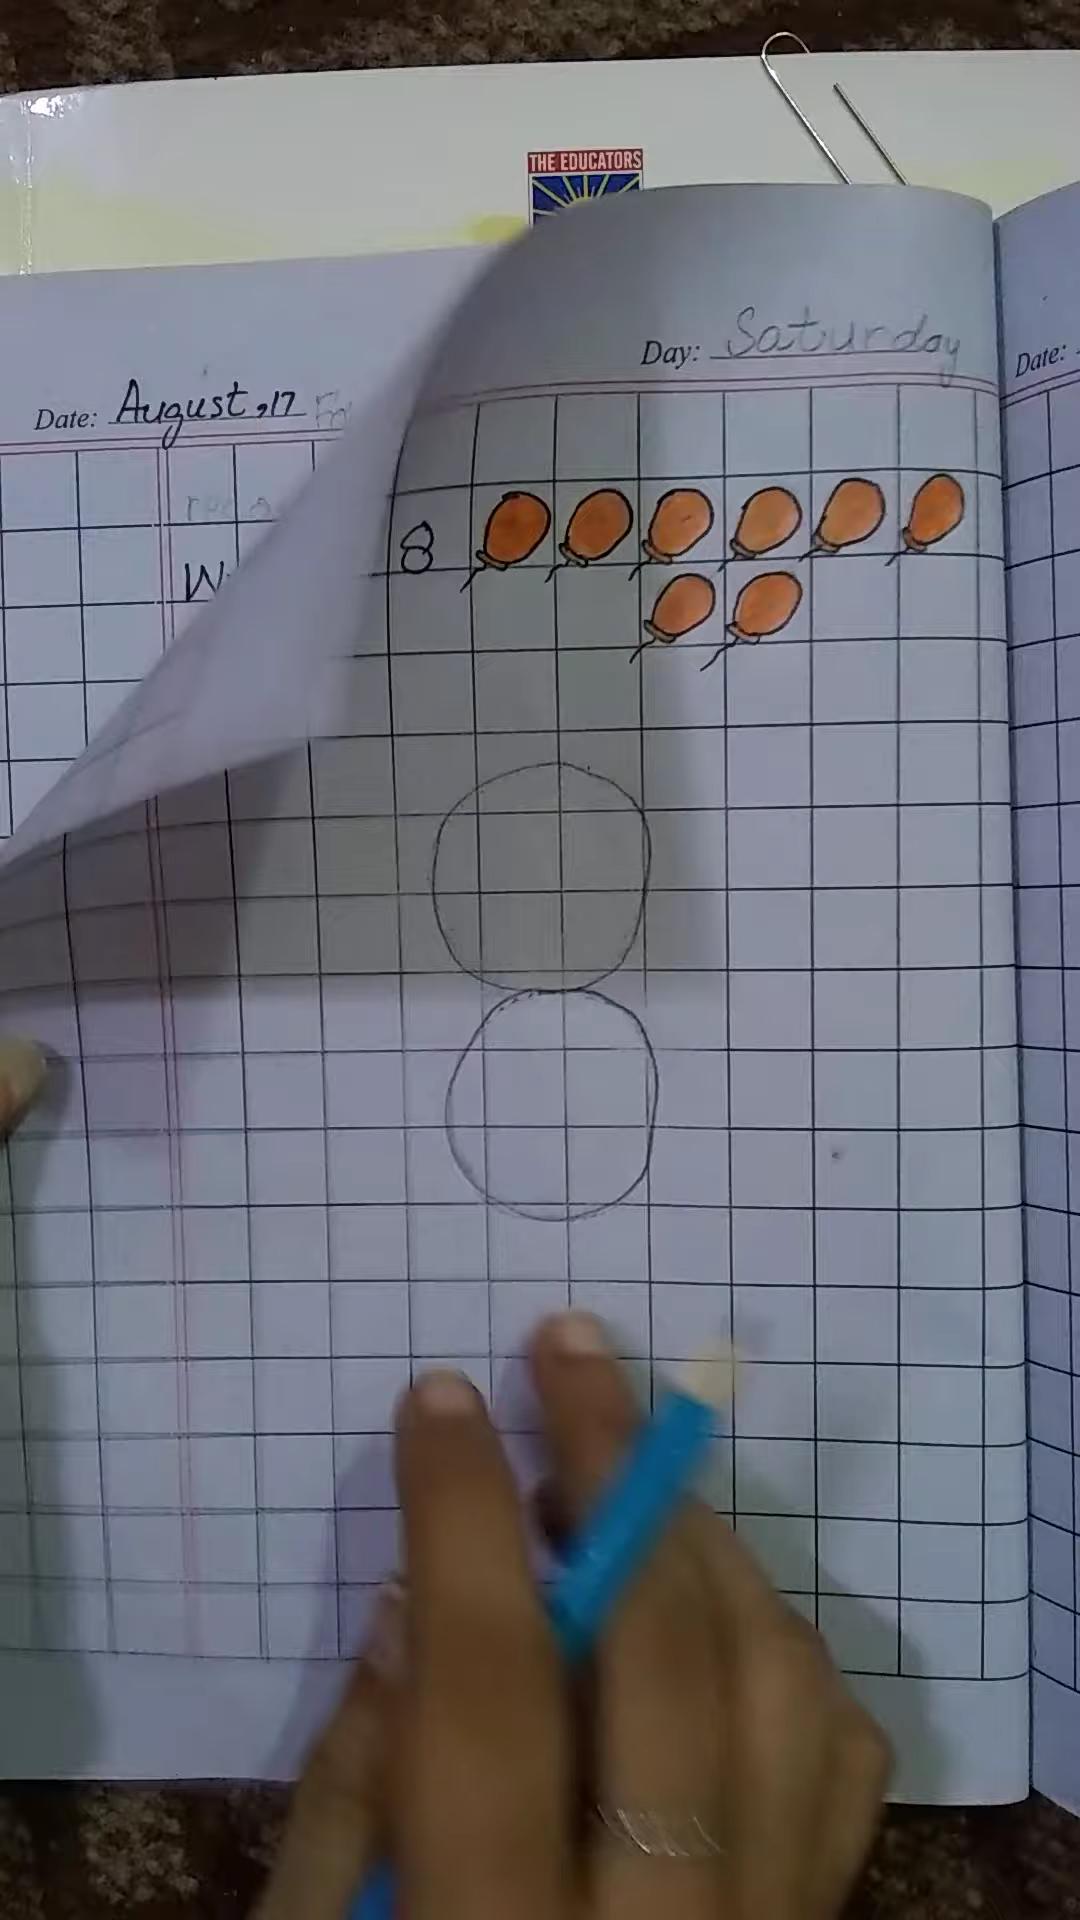 THE EDUCATORS
Day: Saturday
Date:
Date: August, 17
8
W